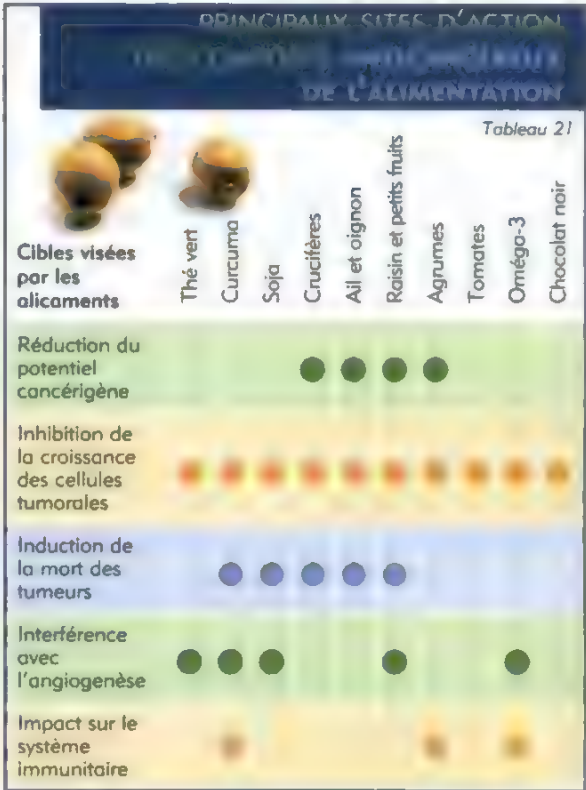 PRINCIPAUX SITES D'ACTION
DE L'ALIMENTATION
Tableau 21
Cibles visées
par les
alicaments
Thé vert
Curcuma
Soja
Crucifères
Ail et oignon
Raisin et petits fruits
Agrumes
Tomates
Oméga-3
Chocolat noir
Réduction du
potentiel
cancérigène
Inhibition de
la croissance
des cellules
tumorales
Induction de
la mort des
tumeurs
Interférence
avec
l'angiogenèse
Impact sur le
système
immunitaire